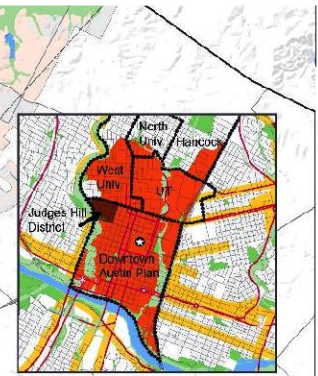 North
Univ.
Hancock
West
Univ.
UT
Judges Hill
District
Downtown
Austin Plan